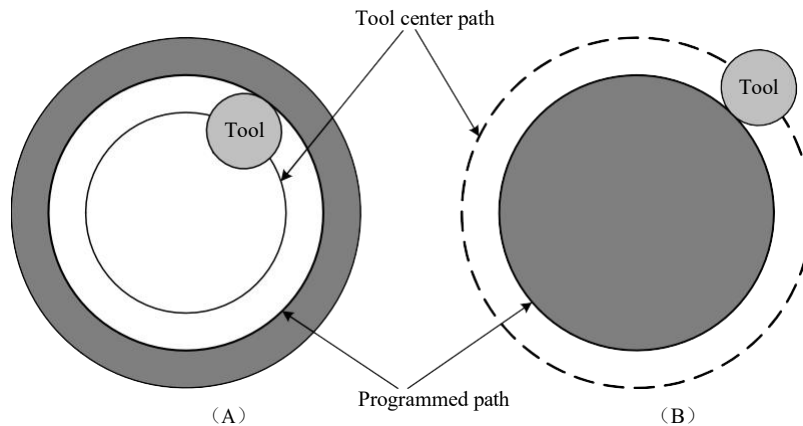 Tool center path
Tool
Tool
Programmed path
（A）
（B）